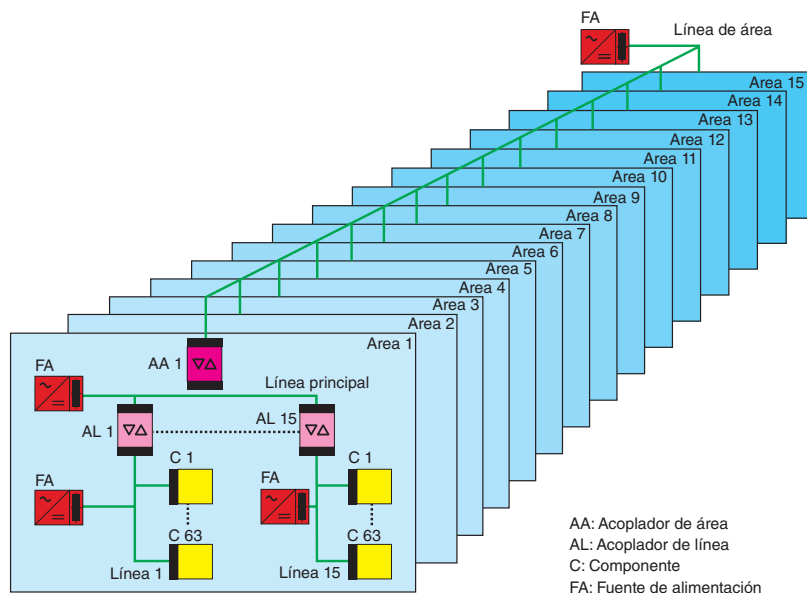 FA
Línea de área
Area 15
Area 14
Area 13
Area 12
Area 11
Area 10
Area 9
Area 8
Area 7
Area 6
Area 5
Area 4
Area 3
Area 2
Area 1
AA 1
FA
Línea principal
AL 1
AL 15
C 1
C 1
FA
FA
C 63
C 63
Línea 1
Línea 15
AA: Acoplador de área
AL: Acoplador de línea
C: Componente
FA: Fuente de alimentación